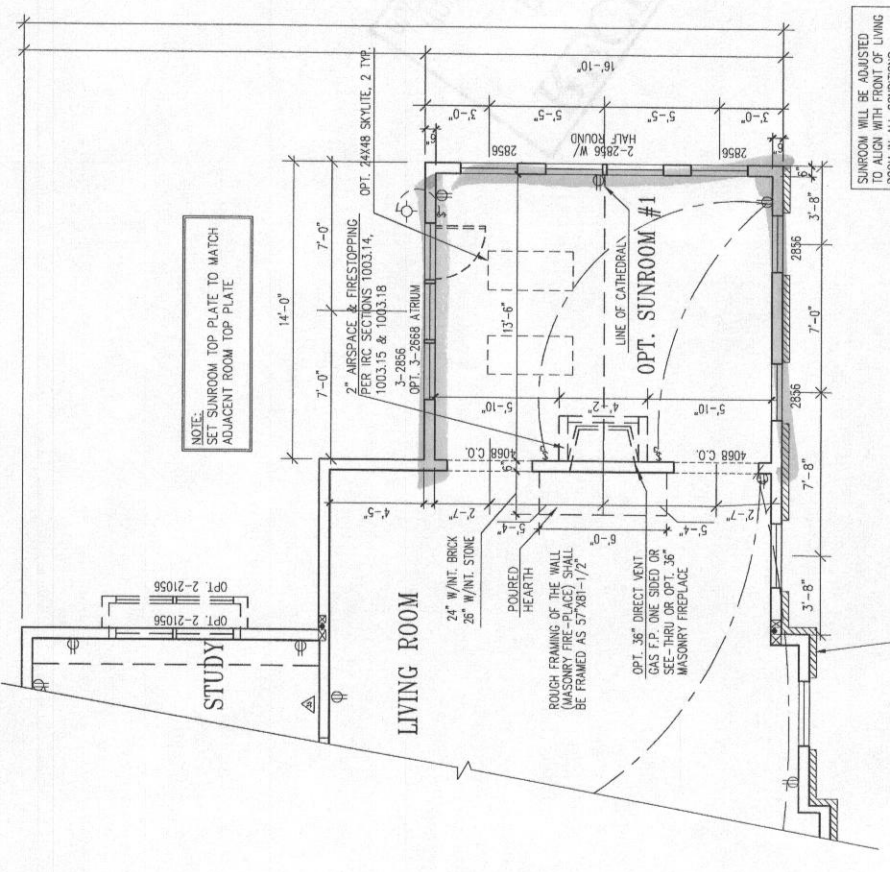 SUNROOM WILL BE ADJUSTED
TO ALIGN WITH FRONT OF LIVING
NOTE:
SET SUNROOM TOP PLATE TO MATCH
ADJACENT ROOM TOP PLATE
14'-0"
7'-0"
7'-0"
2" AIRSPACE & FIRESTOPPING
PER IRC SECTIONS 1003.14,
1003.15 & 1003.18
3-2856
OPT. 3-2668 ATRIUM
OPT. 24X48 SKYLITE, 2 TYP.
16'-10"
3'-0"
5'-5"
5'-5"
3'-0"
6"
6"
2856
2-2856 W/
HALF ROUND
2856
13'-6"
LINE OF CATHEDRAL
OPT. SUNROOM #1
5'-10"
4'-2"
5'-10"
6"
4068 C.O.
4068 C.O.
4'-5"
2'-7"
5'-4"
6'-0"
5'-4"
2'-7"
24" W/INT. BRICK
26" W/INT. STONE
POURED
HEARTH
ROUGH FRAMING OF THE WALL
(MASONRY FIRE-PLACE) SHALL
BE FRAMED AS 57"X81-1/2"
OPT. 36" DIRECT VENT
GAS F.P. ONE SIDED OR
SEE-THRU OR OPT. 36"
MASONRY FIREPLACE
LIVING ROOM
STUDY
OPT. 2-21056
OPT. 2-21056
6"
3'-8"
2856
7'-0"
2856
7'-8"
3'-8"